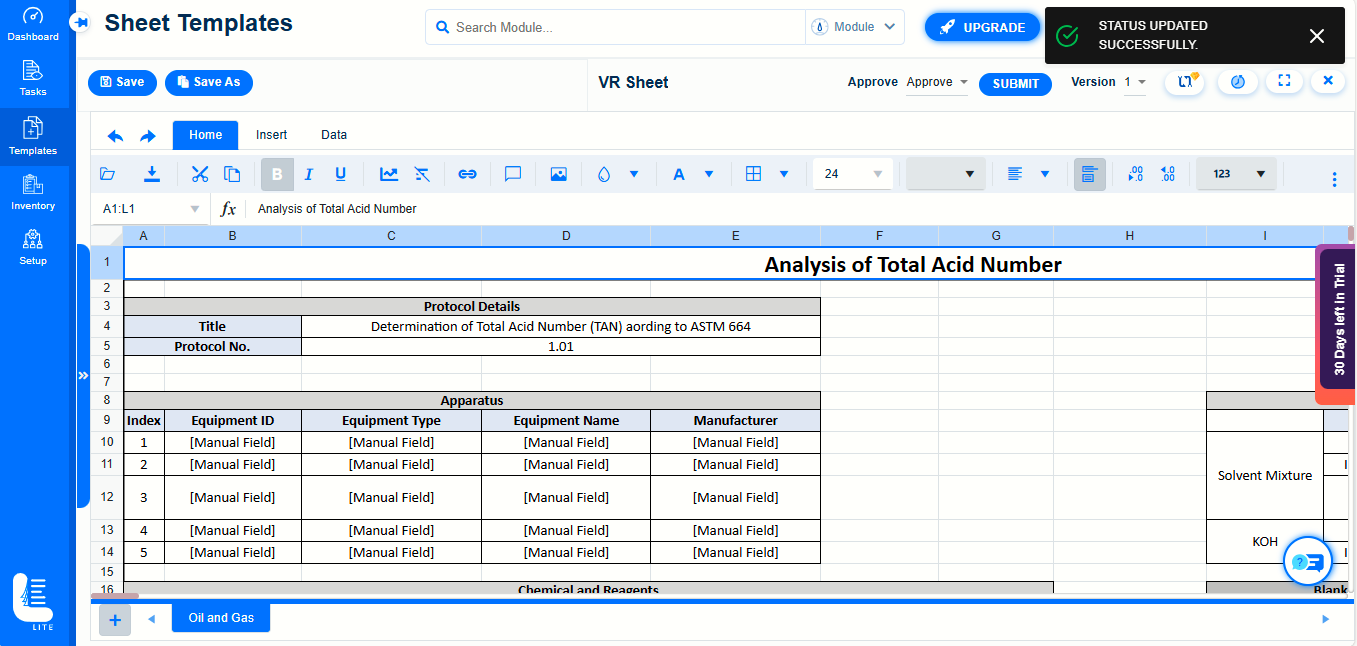 Dashboard
Tasks
Templates
Inventory
Setup
LITE
Sheet Templates
Search Module...
Module
UPGRADE
STATUS UPDATED
SUCCESSFULLY.
Save
Save As
VR Sheet
Approve
Approve
SUBMIT
Version
1
Home
Insert
Data
B
I
U
A
24
.00
.0
.0
.00
123
A1:L1
fx
Analysis of Total Acid Number
A B C D E F G H I
1 Analysis of Total Acid Number
2
3 Protocol Details
4 Title Determination of Total Acid Number (TAN) aording to ASTM 664
5 Protocol No. 1.01
6
7
8 Apparatus
9 Index Equipment ID Equipment Type Equipment Name Manufacturer
10 1 [Manual Field] [Manual Field] [Manual Field] [Manual Field]
11 2 [Manual Field] [Manual Field] [Manual Field] [Manual Field]
Solvent Mixture
12 3 [Manual Field] [Manual Field] [Manual Field] [Manual Field]
13 4 [Manual Field] [Manual Field] [Manual Field] [Manual Field]
KOH
14 5 [Manual Field] [Manual Field] [Manual Field] [Manual Field]
15
16 Chemical and Reagents Blank
30 Days left in Trial
Oil and Gas